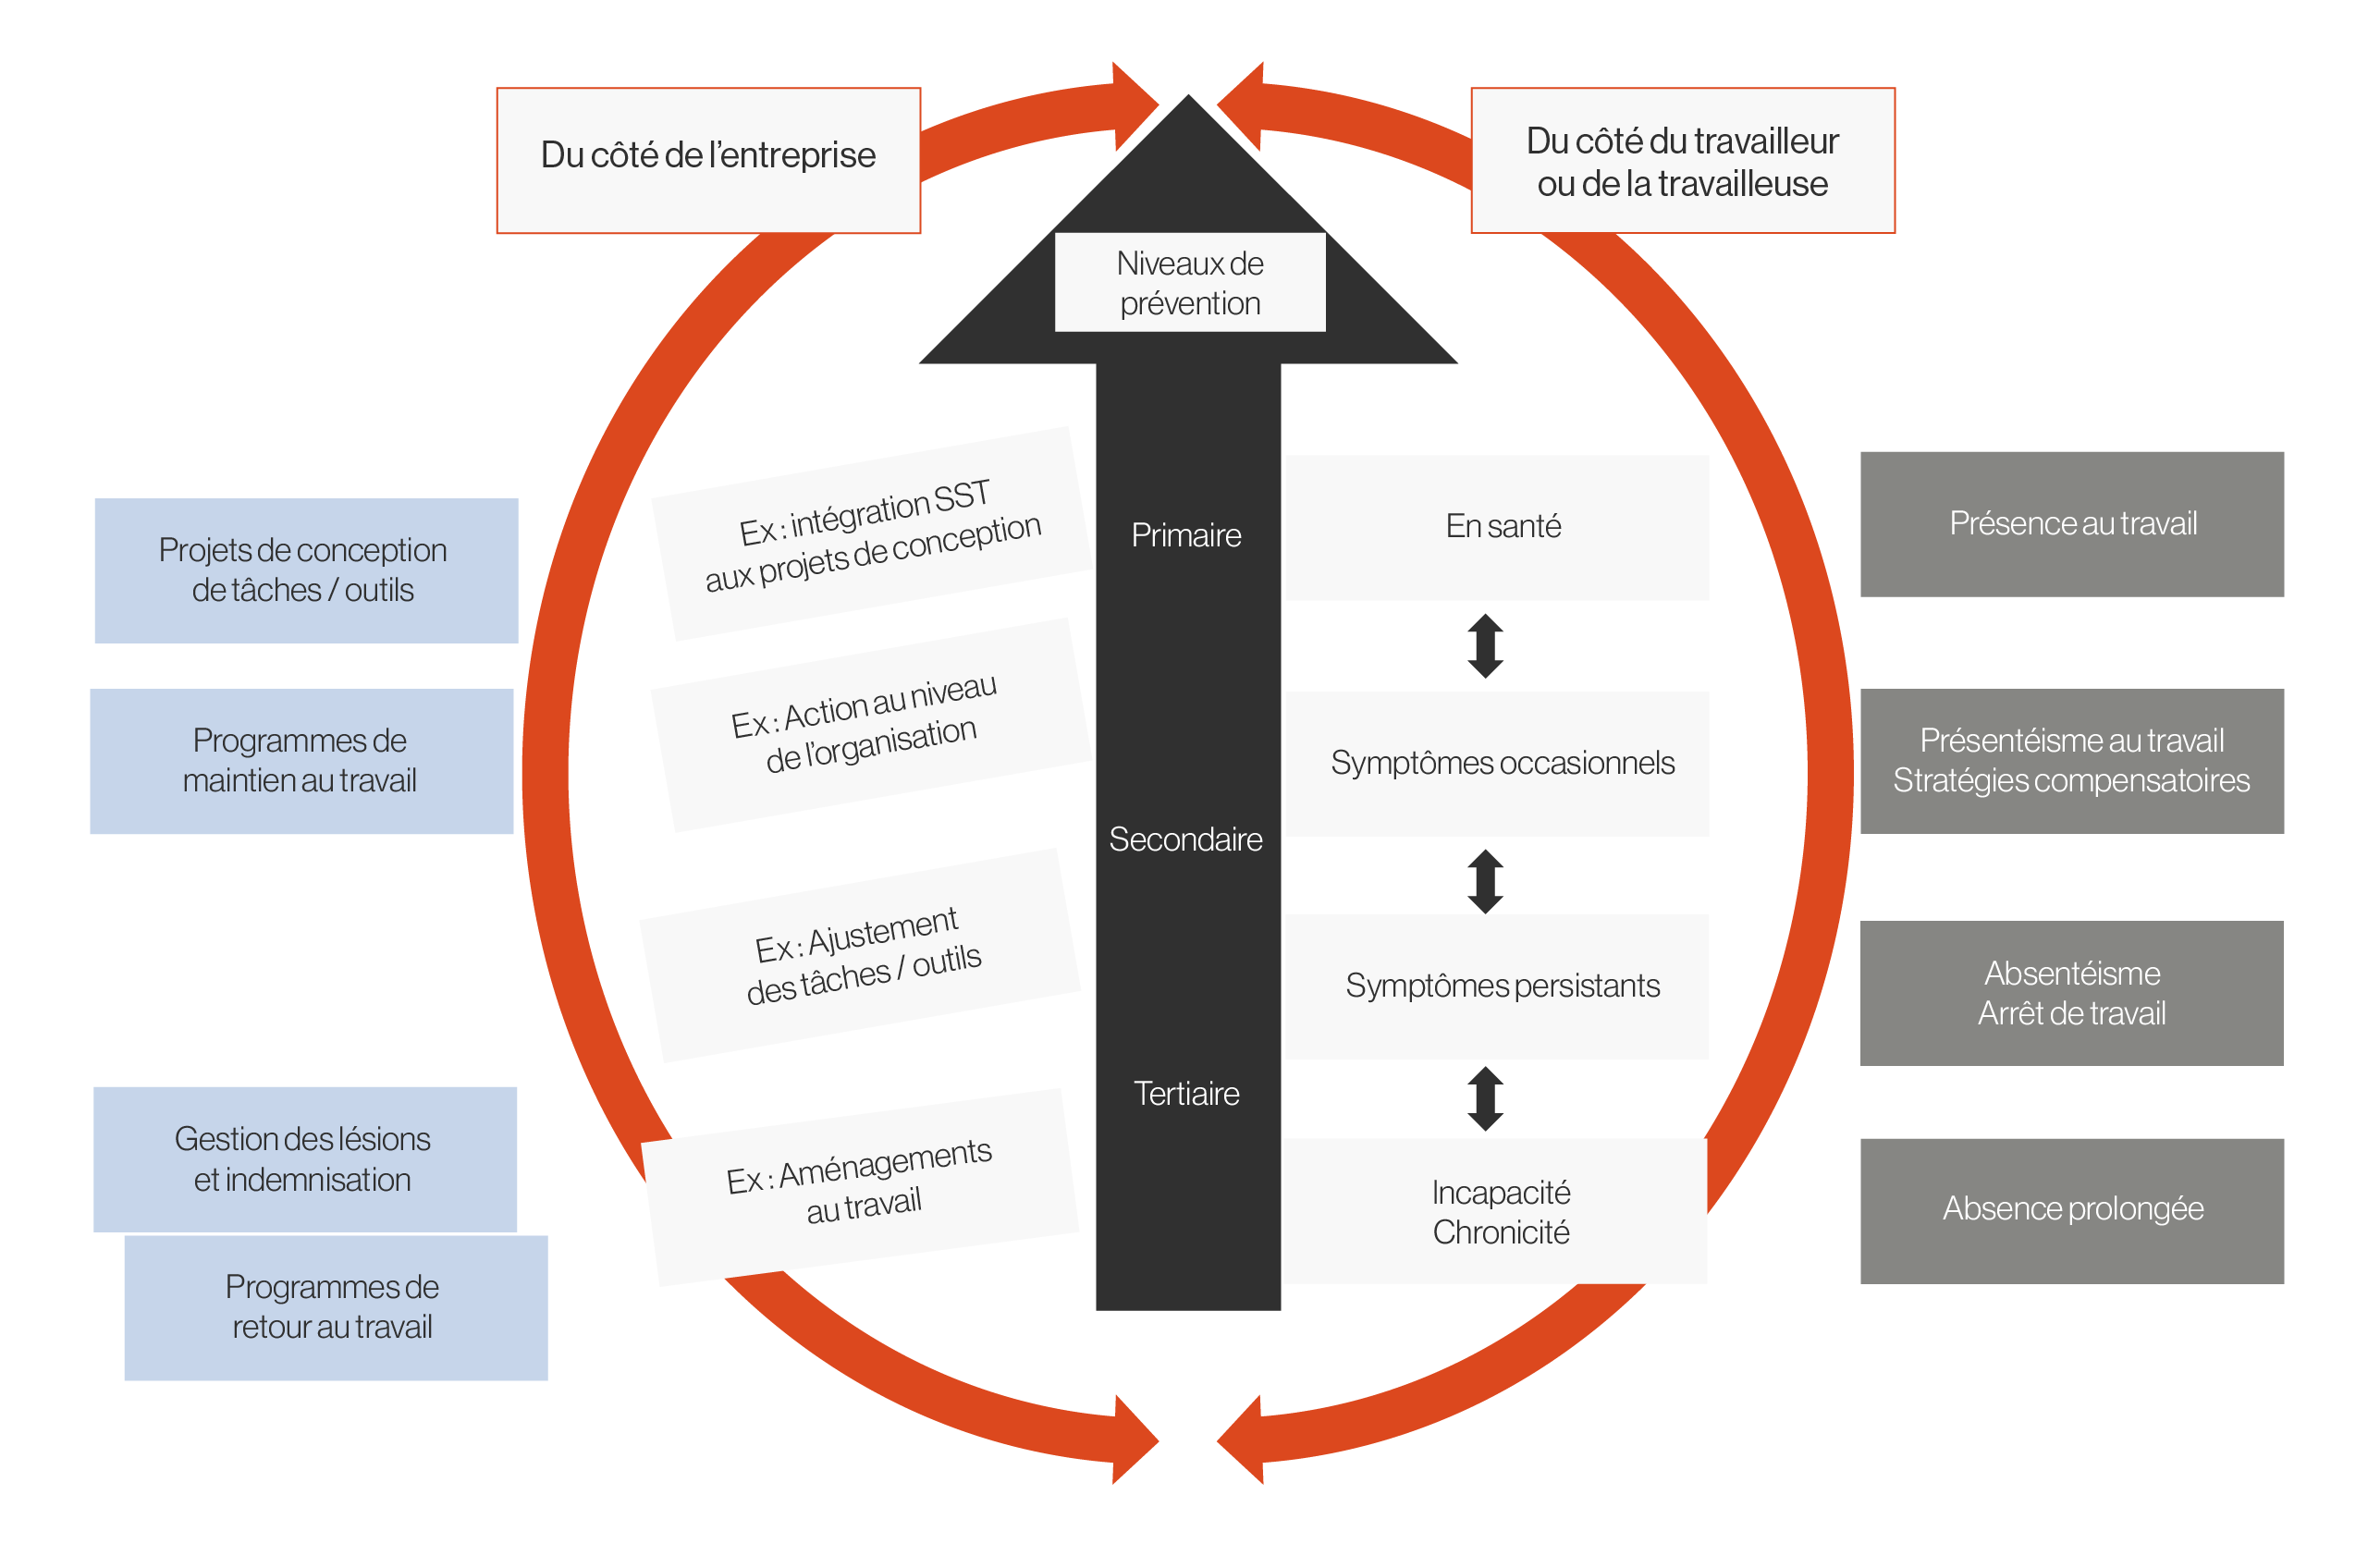 Du côté de l’entreprise
Du côté du travailleur
ou de la travailleuse
Niveaux de
prévention
Projets de conception
de tâches / outils
Programmes de
maintien au travail
Gestion des lésions
et indemnisation
Programmes de
retour au travail
Ex : intégration SST
aux projets de conception
Ex : Action au niveau
de l’organisation
Ex : Ajustement
des tâches / outils
Ex : Aménagements
au travail
Primaire
Secondaire
Tertiaire
En santé
Symptômes occasionnels
Symptômes persistants
Incapacité
Chronicité
Présence au travail
Présentéisme au travail
Stratégies compensatoires
Absentéisme
Arrêt de travail
Absence prolongée